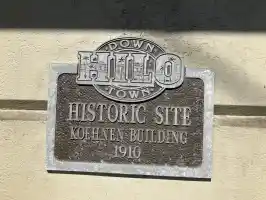 DOWN
HILO
TOWN
HISTORIC SITE
KOEHNEN BUILDING
1910